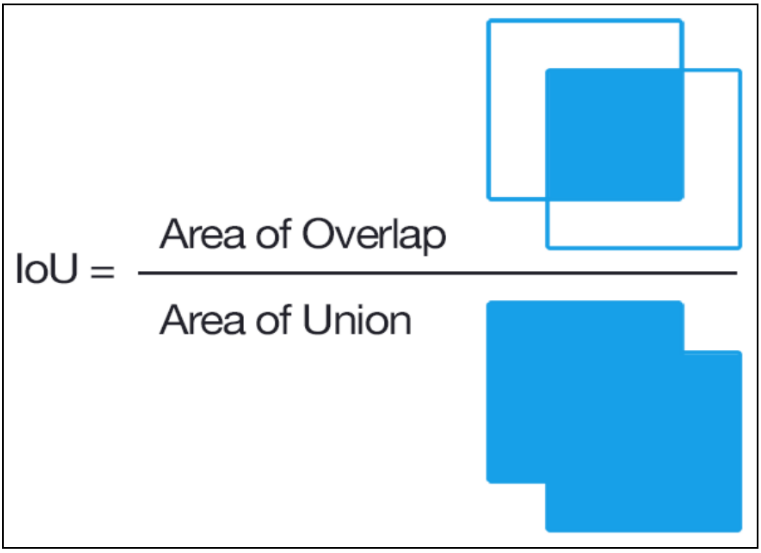 Area of Overlap
IoU =
Area of Union